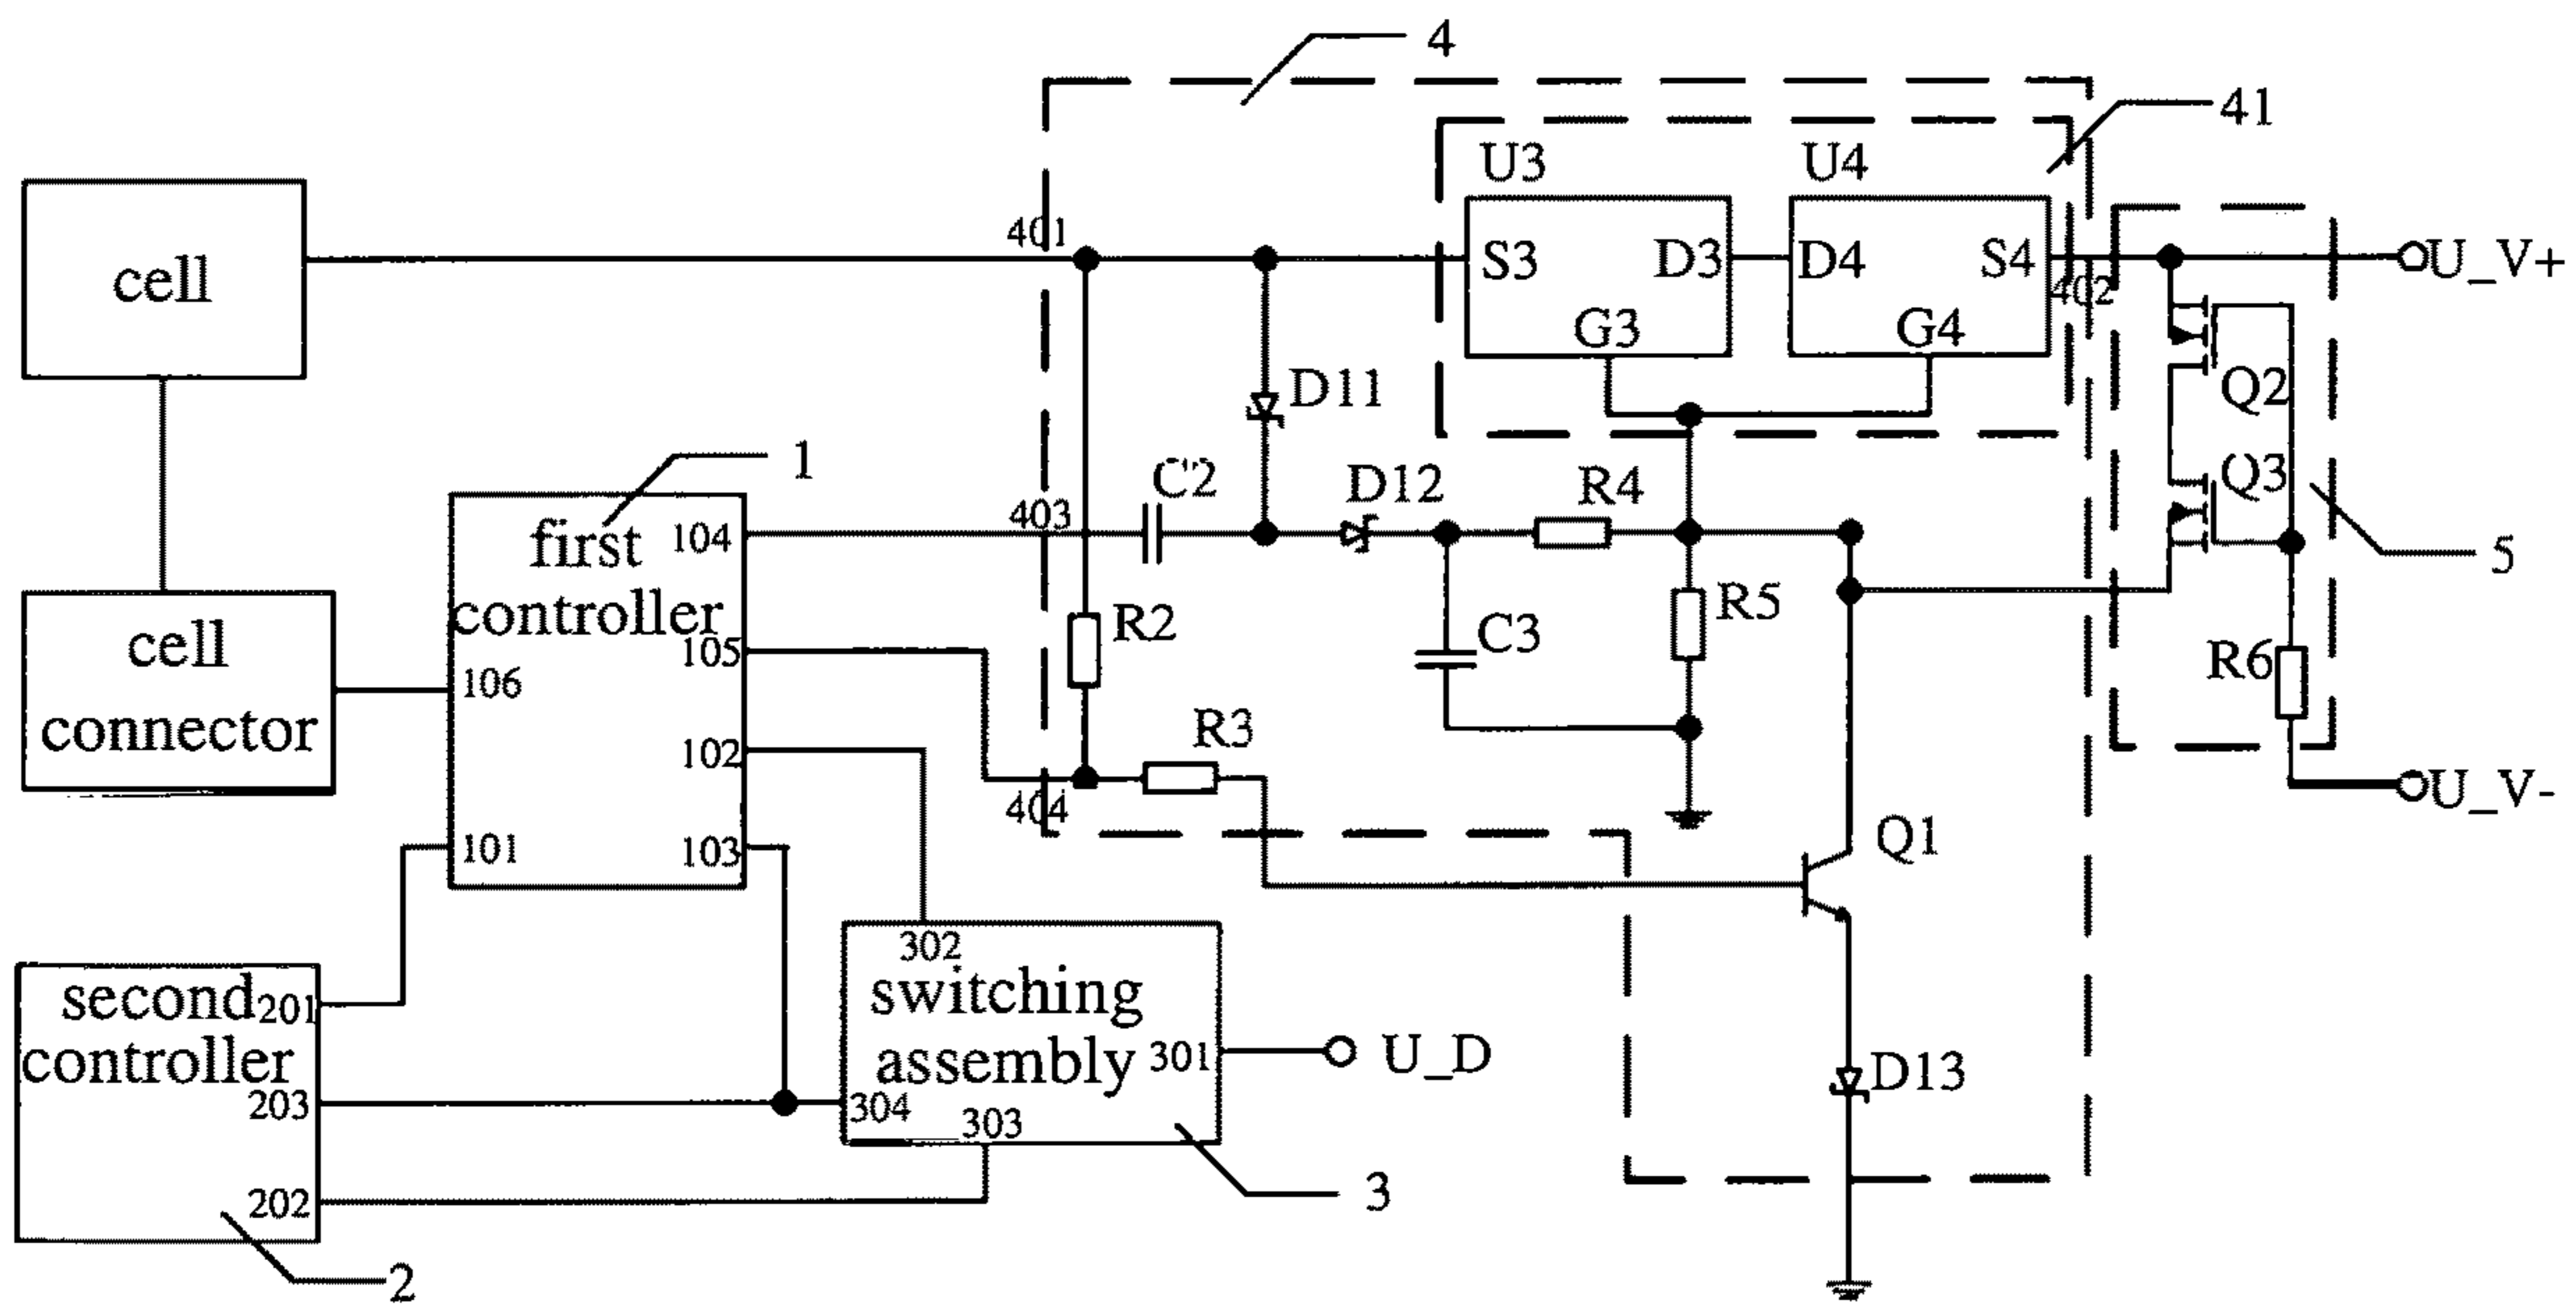 4
41
U3
U4
cell
401
S3
D3
D4
S4
U_V+
402
G3
G4
D11
Q2
1
C2
D12
R4
Q3
first
controller
104
403
5
cell
connector
105
R2
C3
R5
R6
106
102
R3
404
U_V-
101
103
Q1
302
second
controller
201
switching
assembly
301
U_D
D13
203
304
303
202
3
2